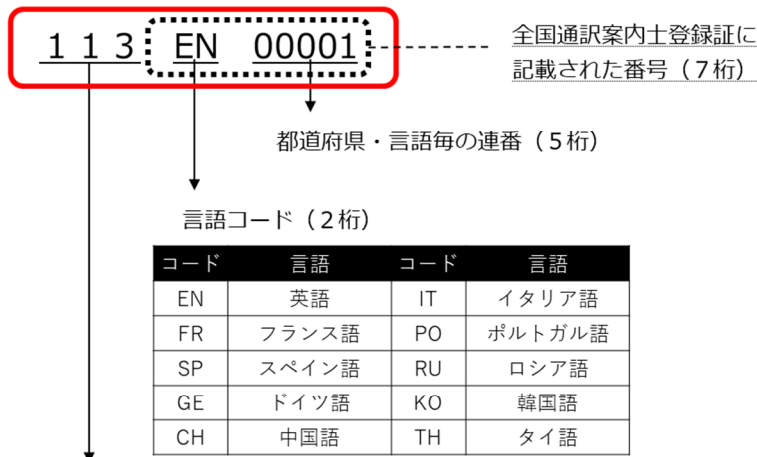 １１３ EN 00001
全国通訳案内士登録証に
記載された番号（７桁）
都道府県・言語毎の連番（５桁）
言語コード（２桁）
コード 言語 コード 言語
EN 英語 IT イタリア語
FR フランス語 PO ポルトガル語
SP スペイン語 RU ロシア語
GE ドイツ語 KO 韓国語
CH 中国語 TH タイ語